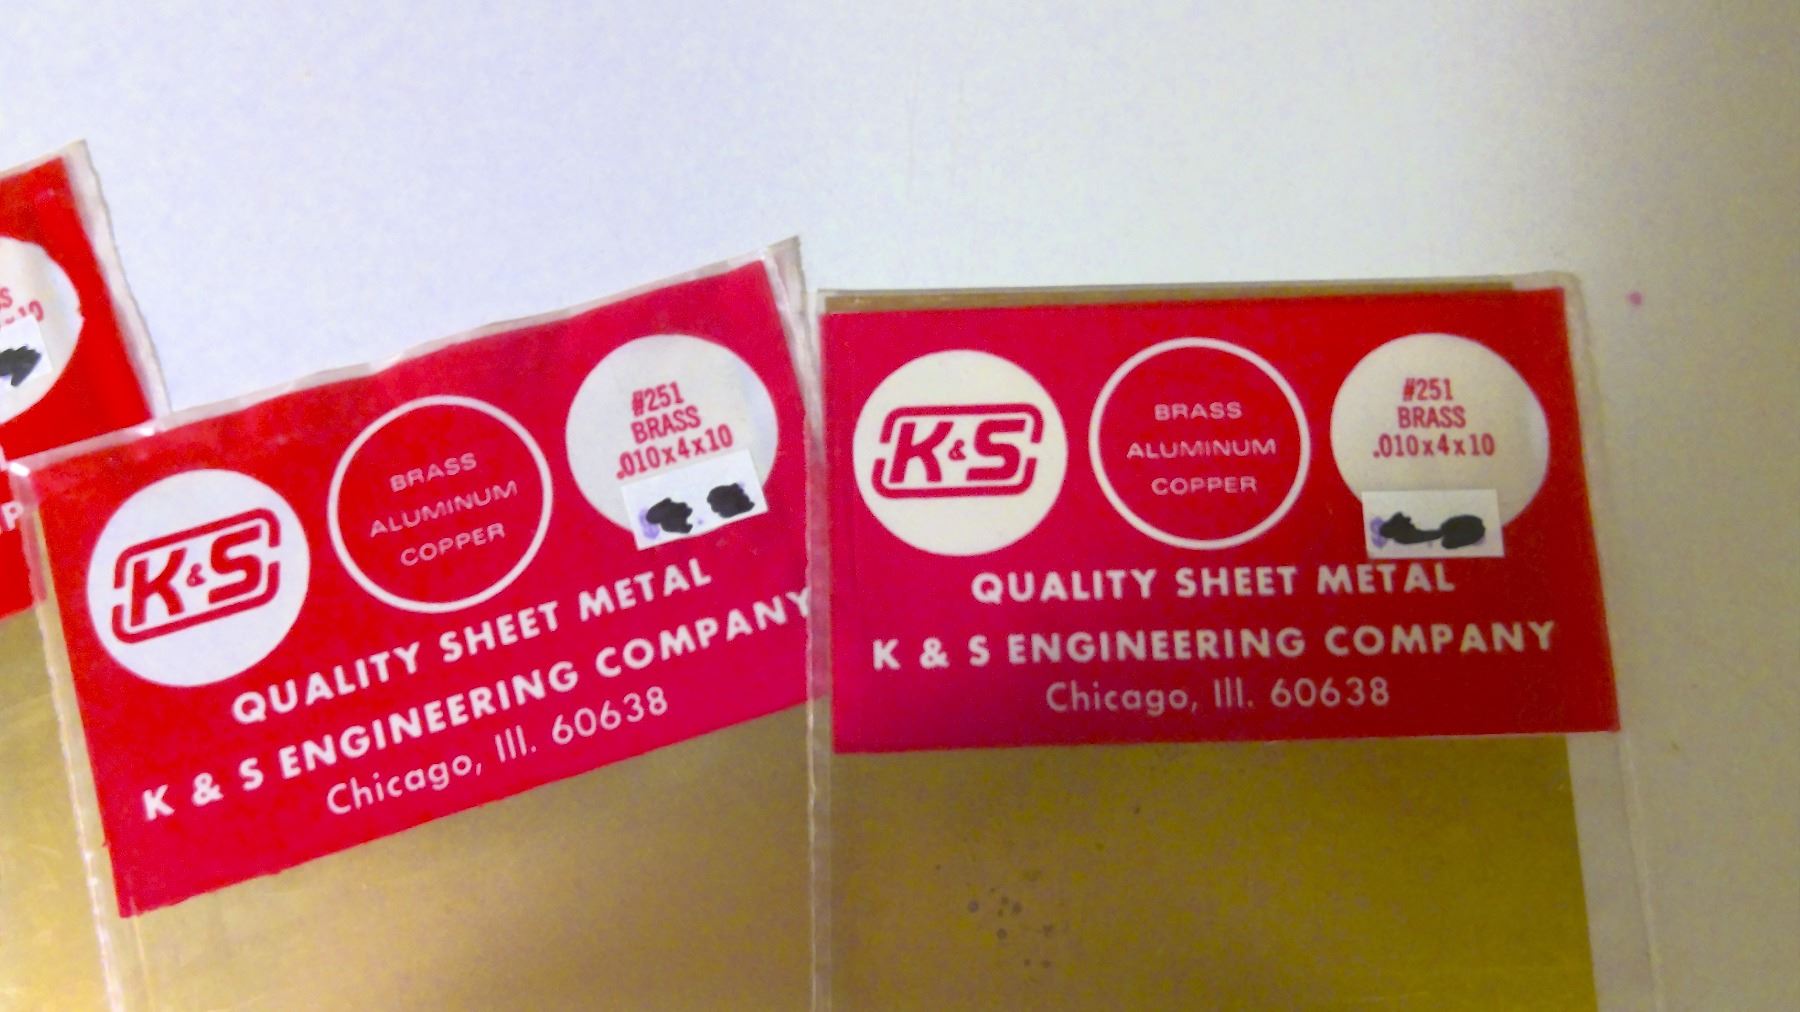 K&S
BRASS
ALUMINUM
COPPER
#251
BRASS
.010x4x10
QUALITY SHEET METAL
K & S ENGINEERING COMPANY
Chicago, Ill. 60638
K&S
BRASS
ALUMINUM
COPPER
#251
BRASS
.010x4x10
QUALITY SHEET METAL
K & S ENGINEERING COMPANY
Chicago, Ill. 60638